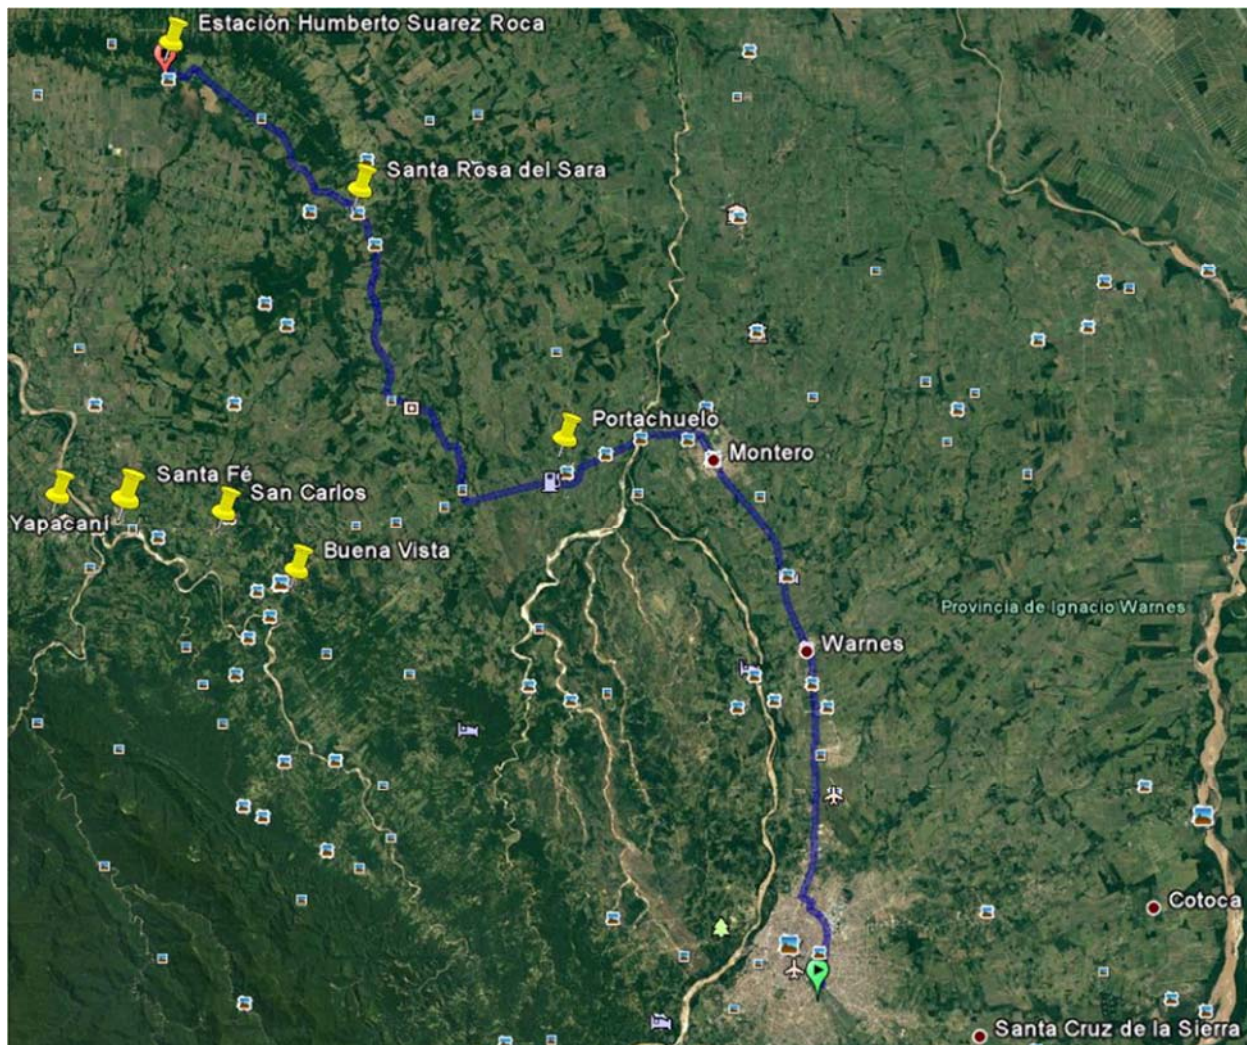 Estación Humberto Suarez Roca
Santa Rosa del Sara
Portachuelo
Montero
Santa Fé
San Carlos
Yapacaní
Buena Vista
Provincia de Ignacio Warnes
Warnes
Cotoca
Santa Cruz de la Sierra